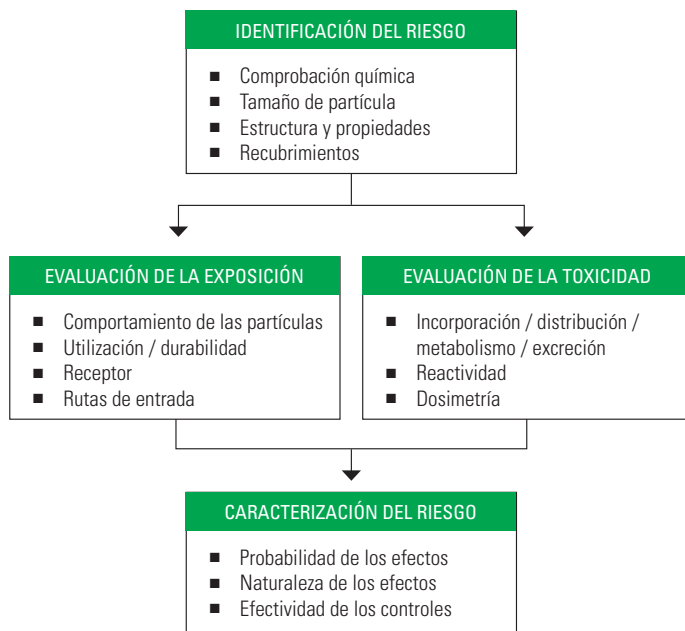 IDENTIFICACIÓN DEL RIESGO
■ Comprobación química
■ Tamaño de partícula
■ Estructura y propiedades
■ Recubrimientos
EVALUACIÓN DE LA EXPOSICIÓN
■ Comportamiento de las partículas
■ Utilización / durabilidad
■ Receptor
■ Rutas de entrada
EVALUACIÓN DE LA TOXICIDAD
■ Incorporación / distribución /
metabolismo / excreción
■ Reactividad
■ Dosimetría
CARACTERIZACIÓN DEL RIESGO
■ Probabilidad de los efectos
■ Naturaleza de los efectos
■ Efectividad de los controles